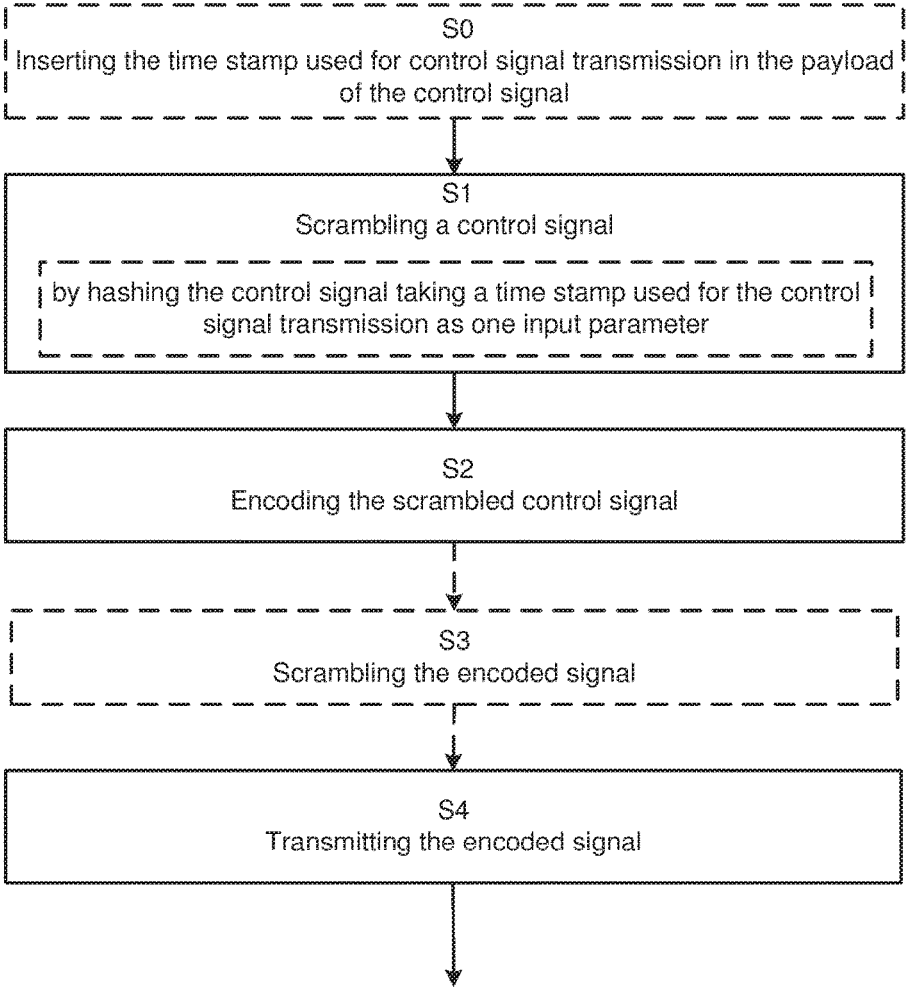 S0
Inserting the time stamp used for control signal transmission in the payload
of the control signal
S1
Scrambling a control signal
by hashing the control signal taking a time stamp used for the control
signal transmission as one input parameter
S2
Encoding the scrambled control signal
S3
Scrambling the encoded signal
S4
Transmitting the encoded signal